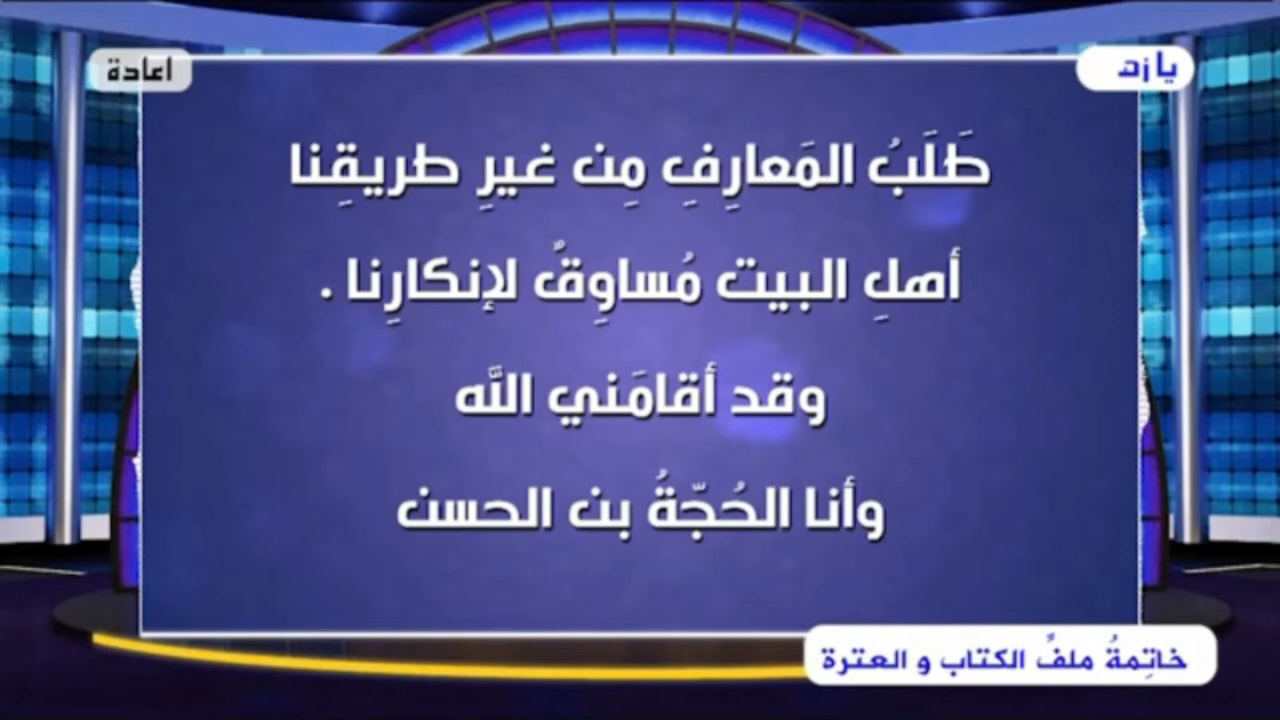 يا زهراء
اعادة
طَلَبُ المَعارِفِ مِن غيرِ طريقِنا
أهلِ البيت مُساوِقٌ لإنكارِنا .
وقد أقامَني اللّه
وأنا الحُجّةُ بن الحسن
خاتِمةُ ملفّ الكتاب و العترة